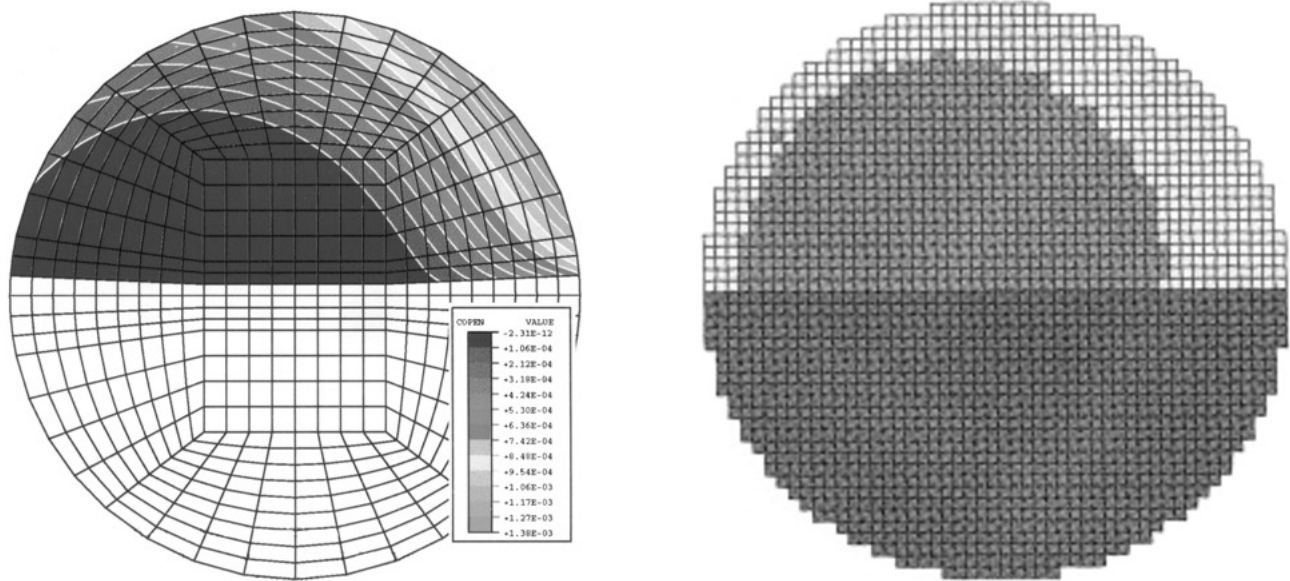 COPEN VALUE
-2.31E-12
+1.06E-04
+2.12E-04
+3.18E-04
+4.24E-04
+5.30E-04
+6.36E-04
+7.42E-04
+8.48E-04
+9.54E-04
+1.06E-03
+1.17E-03
+1.27E-03
+1.38E-03